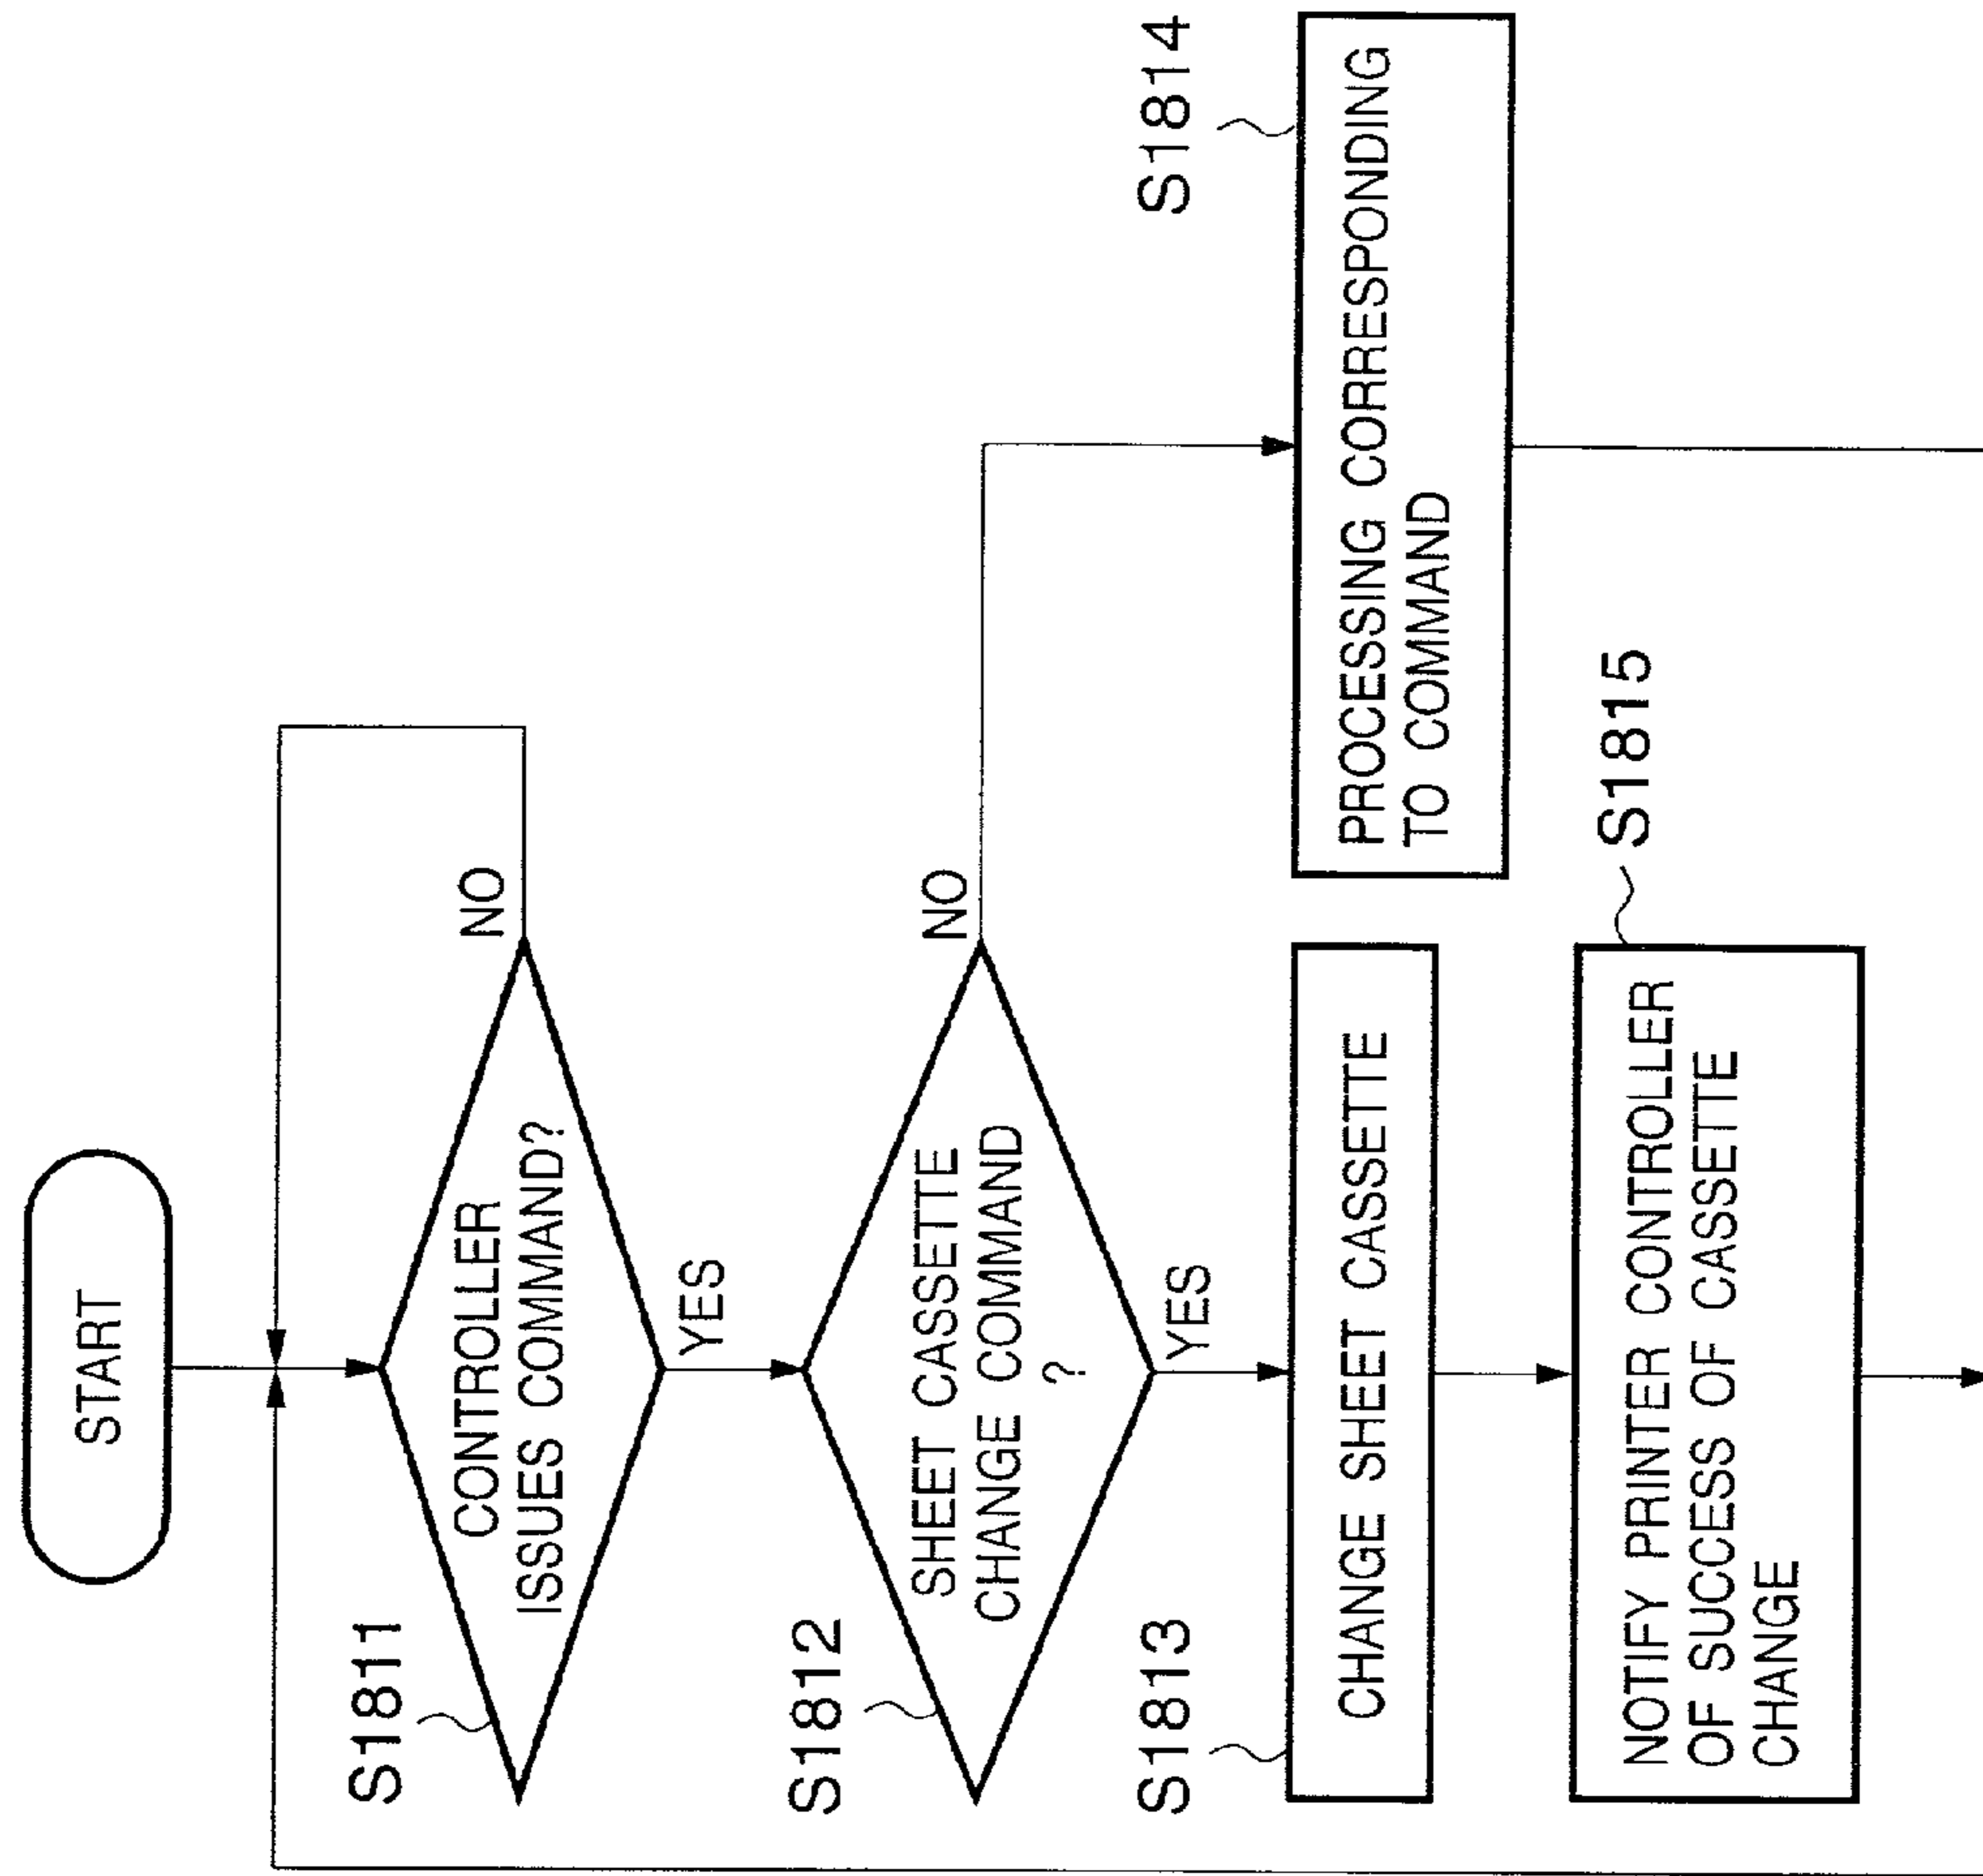 START
S1811
CONTROLLER
ISSUES COMMAND?
NO
YES
S1812
SHEET CASSETTE
CHANGE COMMAND
?
NO
YES
S1813
CHANGE SHEET CASSETTE
S1814
PROCESSING CORRESPONDING
TO COMMAND
S1815
NOTIFY PRINTER CONTROLLER
OF SUCCESS OF CASSETTE
CHANGE